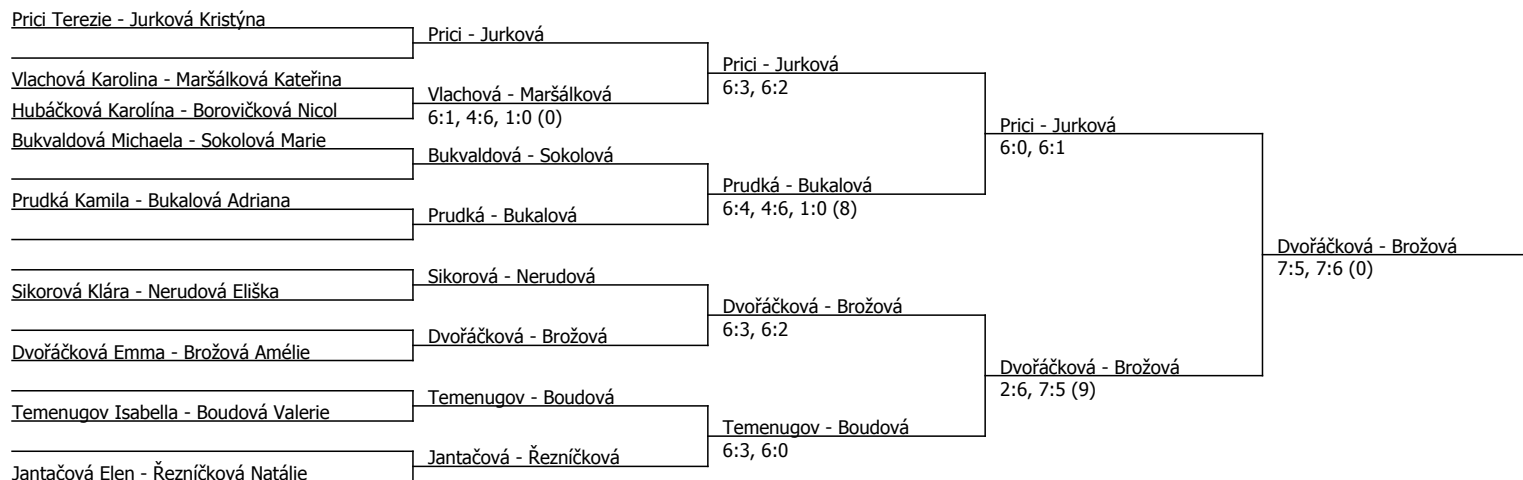 Prici Terezie - Jurková Kristýna
Vlachová Karolina - Maršálková Kateřina
Hubáčková Karolína - Borovičková Nicol
Bukvaldová Michaela - Sokolová Marie
Prudká Kamila - Bukalová Adriana
Sikorová Klára - Nerudová Eliška
Dvořáčková Emma - Brožová Amélie
Temenugov Isabella - Boudová Valerie
Jantačová Elen - Řezníčková Natálie
Prici - Jurková
Vlachová - Maršálková
6:1, 4:6, 1:0 (0)
Bukvaldová - Sokolová
Prudká - Bukalová
Sikorová - Nerudová
Dvořáčková - Brožová
Temenugov - Boudová
Jantačová - Řezníčková
Prici - Jurková
6:3, 6:2
Prudká - Bukalová
6:4, 4:6, 1:0 (8)
Dvořáčková - Brožová
6:3, 6:2
Temenugov - Boudová
6:3, 6:0
Prici - Jurková
6:0, 6:1
Dvořáčková - Brožová
2:6, 7:5 (9)
Dvořáčková - Brožová
7:5, 7:6 (0)